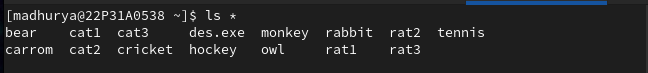 [madhurya@22P31A0538 ~]$ ls *
bear    cat1  cat3     des.exe  monkey  rabbit  rat2  tennis
carrom  cat2  cricket  hockey   owl     rat1    rat3